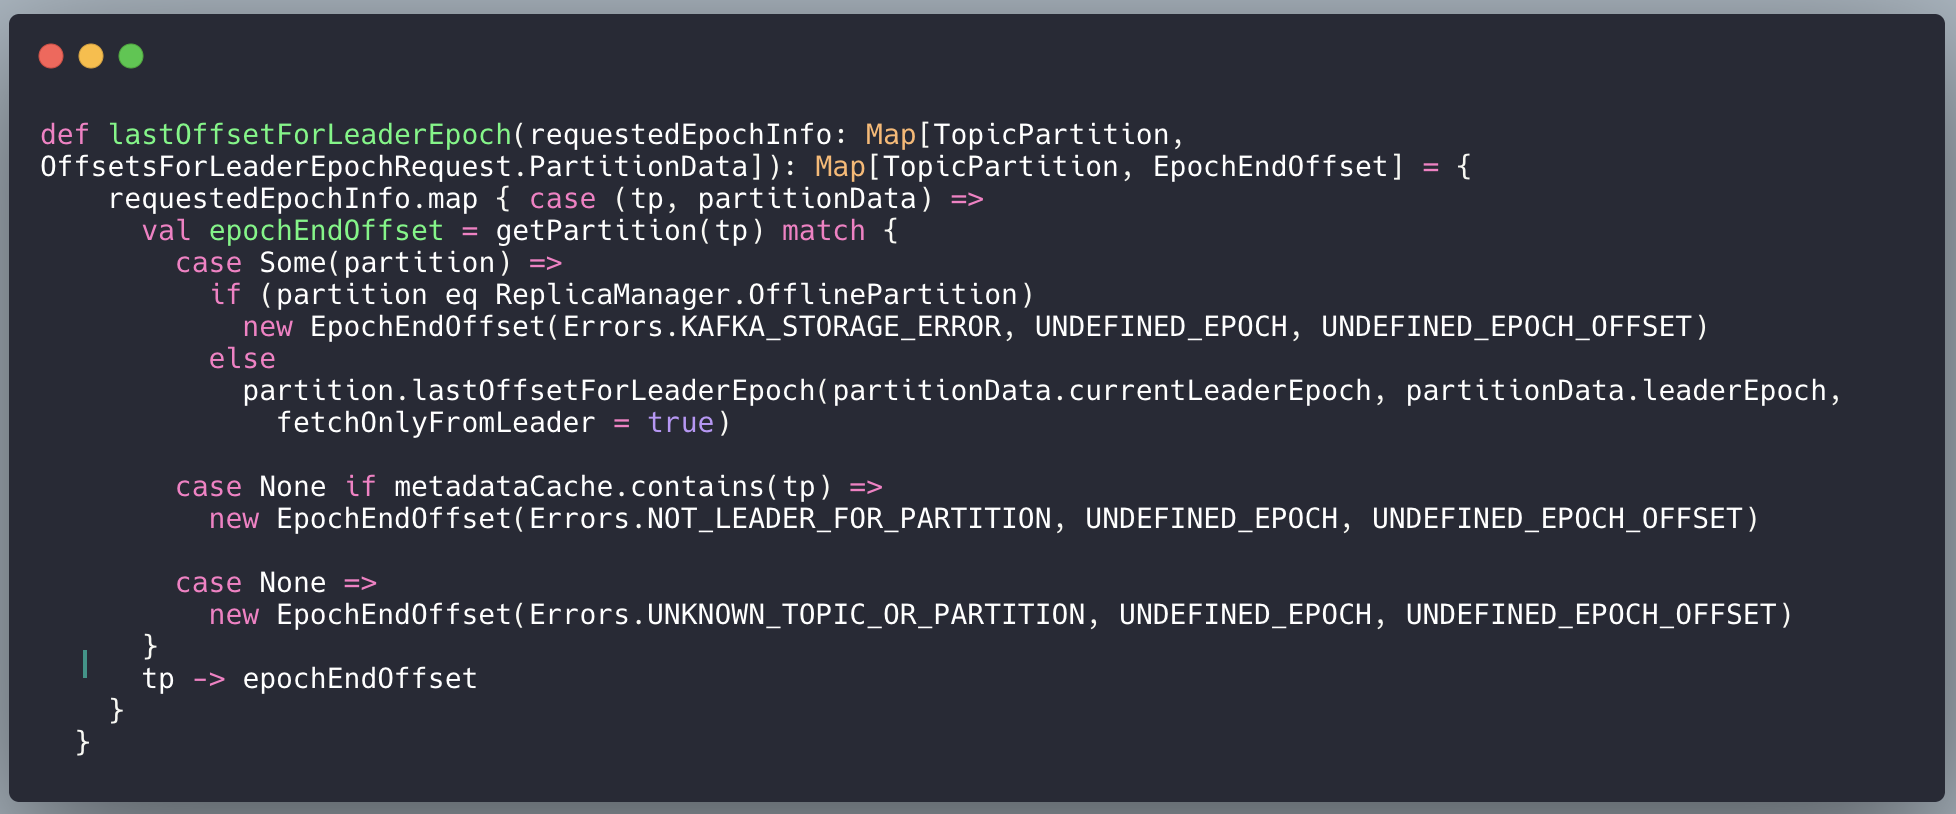 def lastOffsetForLeaderEpoch(requestedEpochInfo: Map[TopicPartition,
OffsetsForLeaderEpochRequest.PartitionData]): Map[TopicPartition, EpochEndOffset] = {
    requestedEpochInfo.map { case (tp, partitionData) =>
      val epochEndOffset = getPartition(tp) match {
        case Some(partition) =>
          if (partition eq ReplicaManager.OfflinePartition)
            new EpochEndOffset(Errors.KAFKA_STORAGE_ERROR, UNDEFINED_EPOCH, UNDEFINED_EPOCH_OFFSET)
          else
            partition.lastOffsetForLeaderEpoch(partitionData.currentLeaderEpoch, partitionData.leaderEpoch,
              fetchOnlyFromLeader = true)

        case None if metadataCache.contains(tp) =>
          new EpochEndOffset(Errors.NOT_LEADER_FOR_PARTITION, UNDEFINED_EPOCH, UNDEFINED_EPOCH_OFFSET)

        case None =>
          new EpochEndOffset(Errors.UNKNOWN_TOPIC_OR_PARTITION, UNDEFINED_EPOCH, UNDEFINED_EPOCH_OFFSET)
      }
      tp -> epochEndOffset
    }
  }